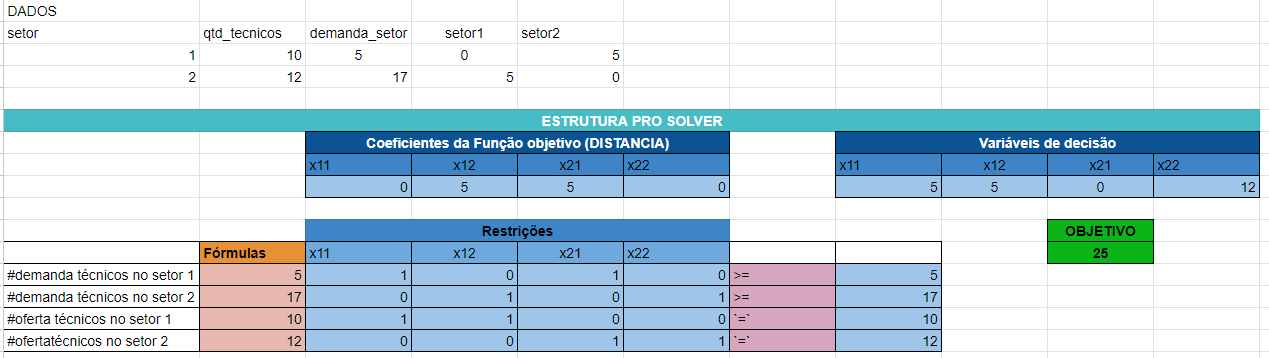 DADOS
setor qtd_tecnicos demanda_setor setor1 setor2
1 10 5 0 5
2 12 17 5 0
ESTRUTURA PRO SOLVER
Coeficientes da Função objetivo (DISTANCIA) Variáveis de decisão
x11 x12 x21 x22 x11 x12 x21 x22
0 5 5 0 5 5 0 12
Restrições OBJETIVO
Fórmulas x11 x12 x21 x22 25
#demanda técnicos no setor 1 5 1 0 1 0 >= 5
#demanda técnicos no setor 2 17 0 1 0 1 >= 17
#oferta técnicos no setor 1 10 1 1 0 0 `=` 10
#ofertatécnicos no setor 2 12 0 0 1 1 `=` 12